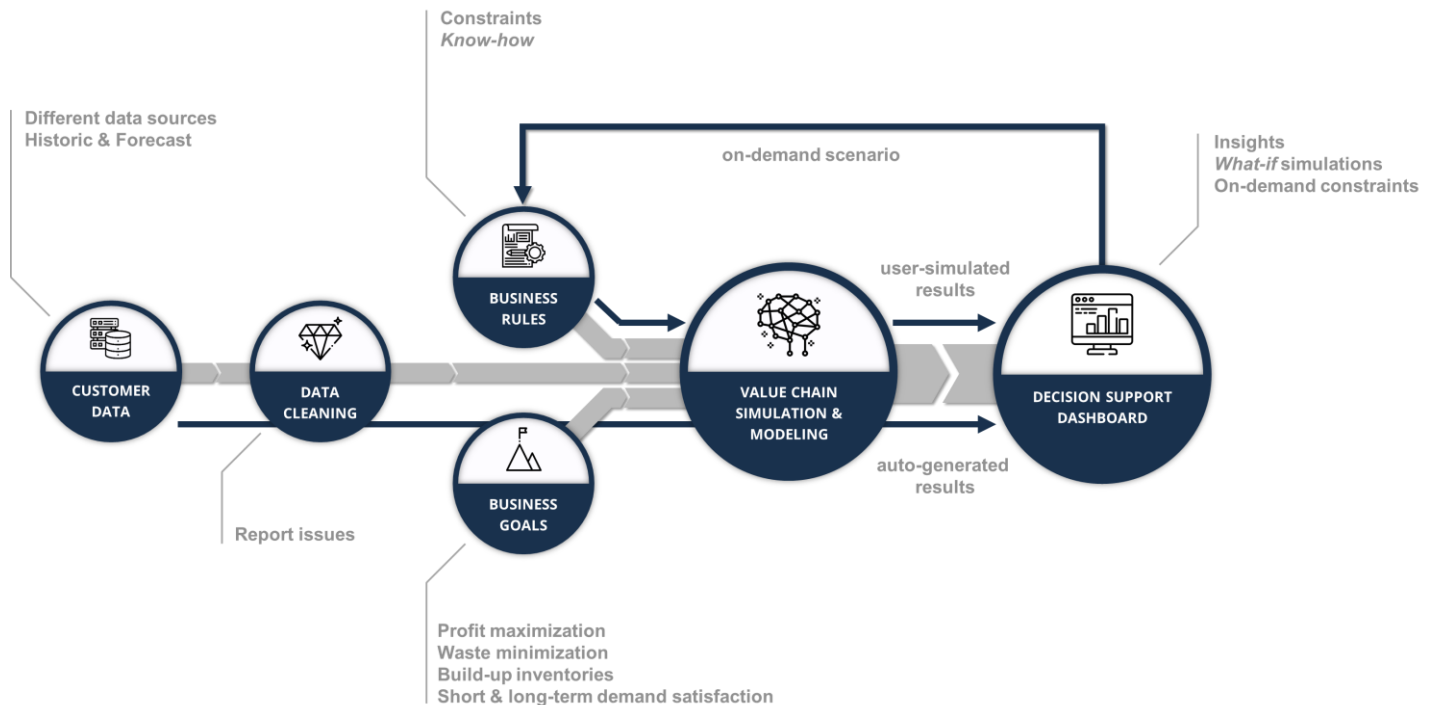 Constraints
Know-how
Different data sources
Historic & Forecast
on-demand scenario
Insights
What-if simulations
On-demand constraints
BUSINESS
RULES
user-simulated
results
CUSTOMER
DATA
DATA
CLEANING
VALUE CHAIN
SIMULATION &
MODELING
DECISION SUPPORT
DASHBOARD
auto-generated
results
BUSINESS
GOALS
Report issues
Profit maximization
Waste minimization
Build-up inventories
Short & long-term demand satisfaction